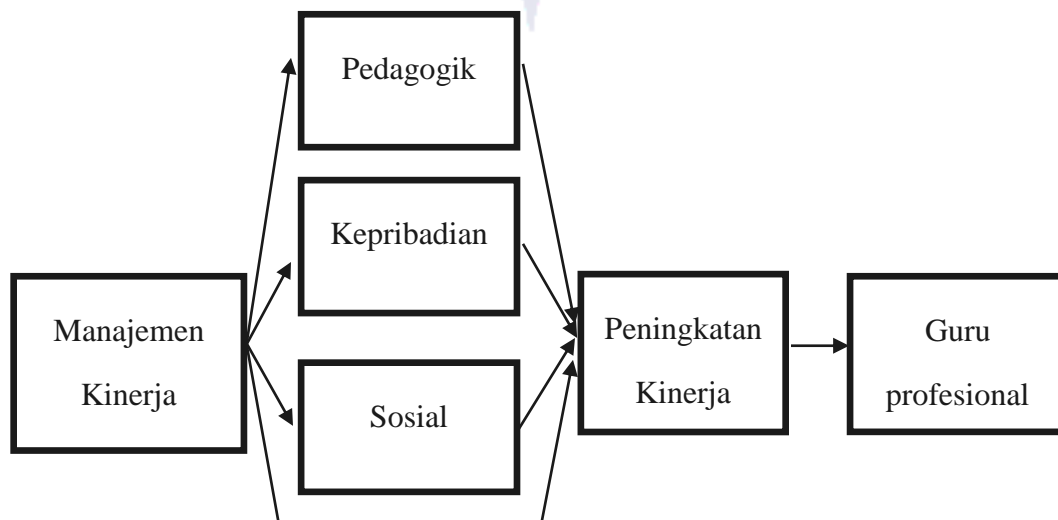 Pedagogik
Kepribadian
Manajemen
Kinerja
Sosial
Peningkatan
Kinerja
Guru
profesional